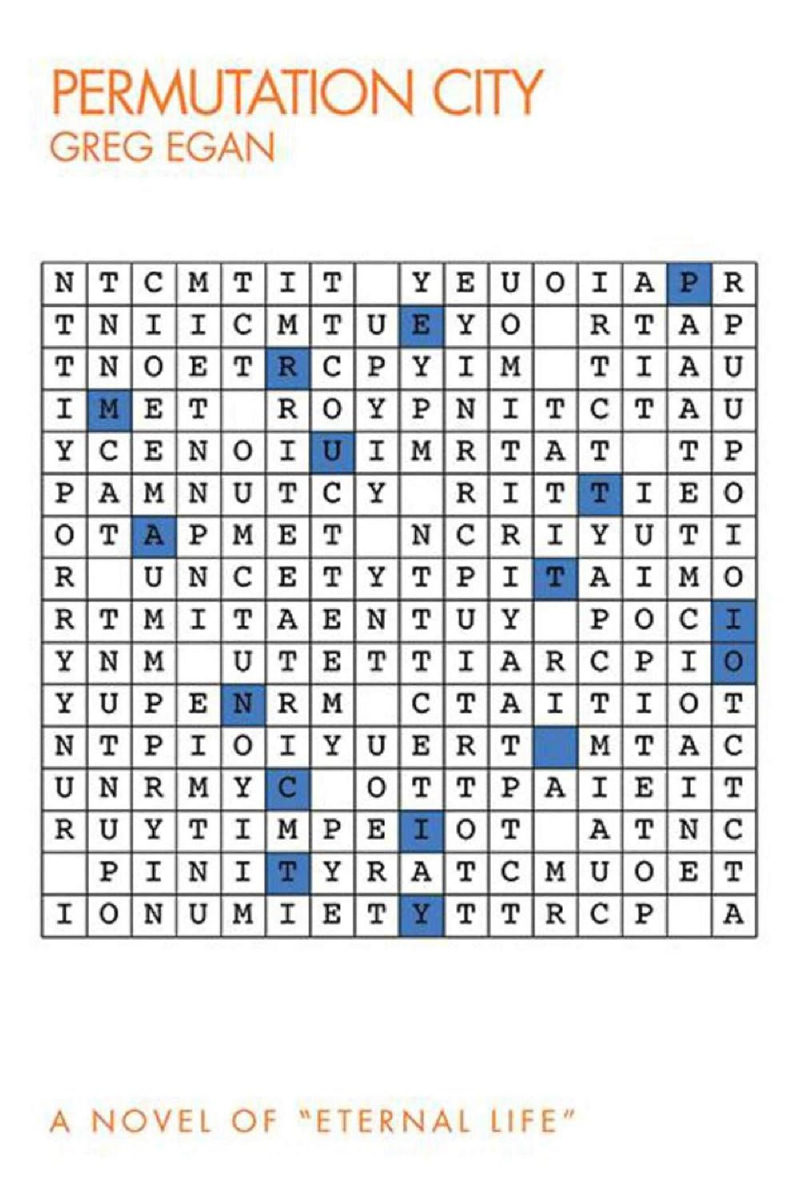 PERMUTATION CITY
GREG EGAN
N T C M T I T   Y E U O I A P R
T N I I C M T U E Y O   R T A P
T N O E T R C P Y I M   T I A U
I M E T   R O Y P N I T C T A U
Y C E N O I U I M R T A T   T P
P A M N U T C Y   R I T T I E O
O T A P M E T   N C R I Y U T I
R   U N C E T Y T P I T A I M O
R T M I T A E N T U Y   P O C I
Y N M   U T E T T I A R C P I O
Y U P E N R M   C T A I T I O T
N T P I O I Y U E R T   M T A C
U N R M Y C   O T T P A I E I T
R U Y T I M P E I O T   A T N C
  P I N I T Y R A T C M U O E T
I O N U M I E T Y T T R C P   A
A NOVEL OF "ETERNAL LIFE"